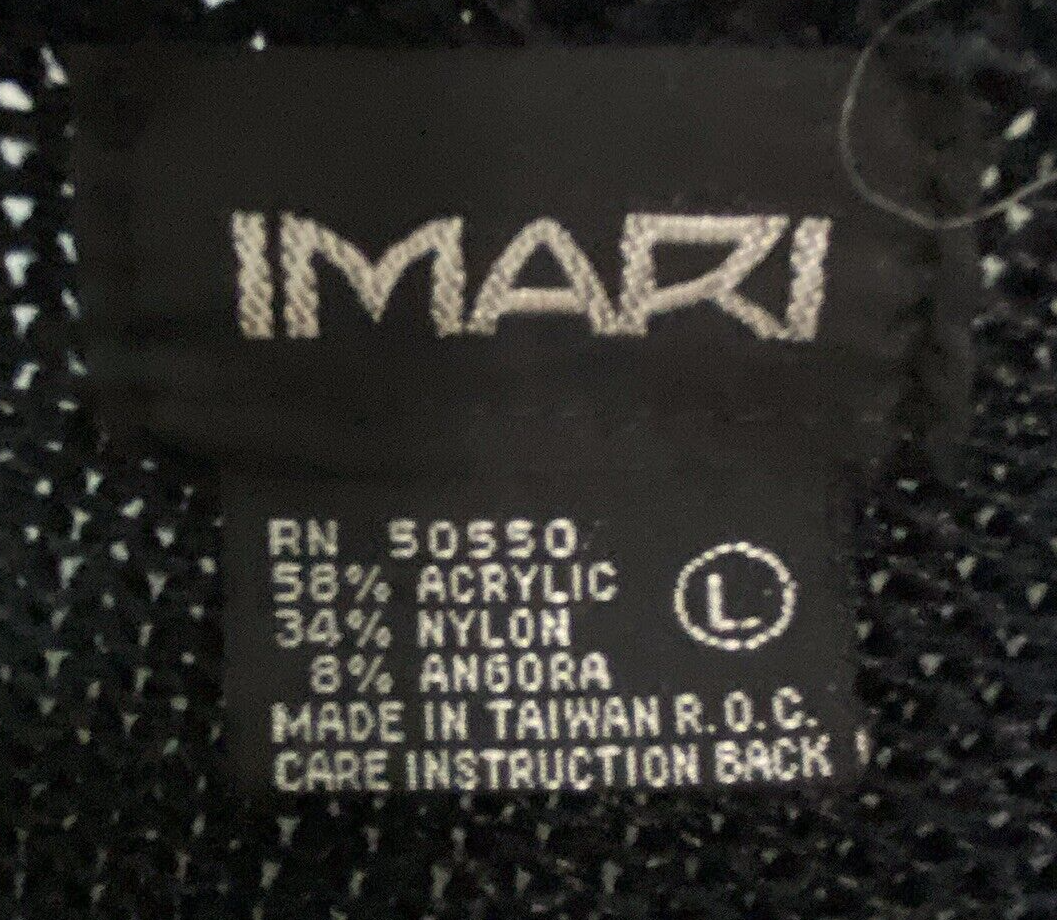 IMARI
RN 50550
58% ACRYLIC
34% NYLON
8% ANGORA
L
MADE IN TAIWAN R.O.C.
CARE INSTRUCTION BACK